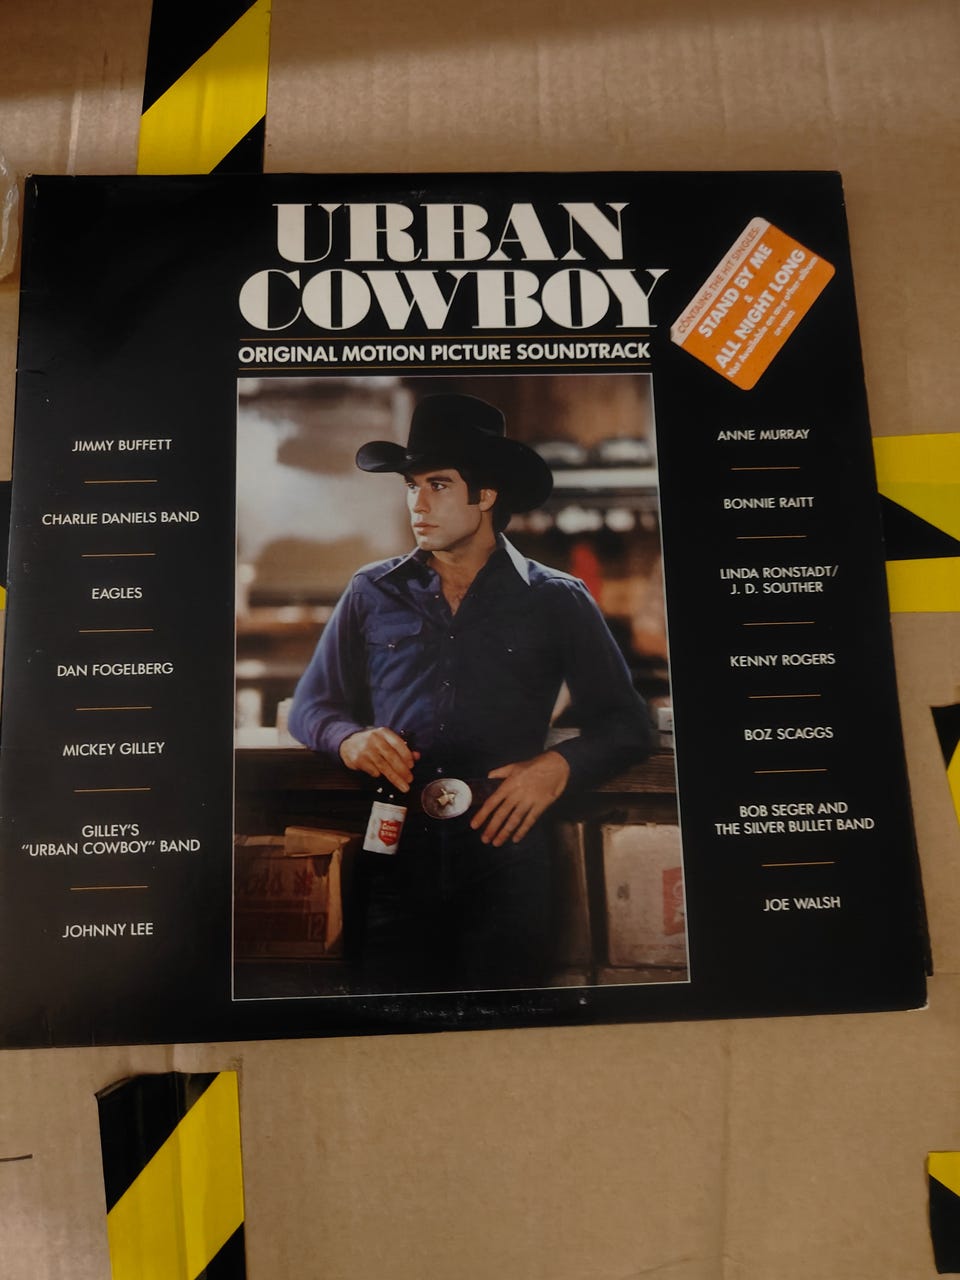 URBAN
COWBOY
ORIGINAL MOTION PICTURE SOUNDTRACK
CONTAINS THE HIT SINGLES:
STAND BY ME
&
ALL NIGHT LONG
Not Available on any other album
JIMMY BUFFETT
CHARLIE DANIELS BAND
EAGLES
DAN FOGELBERG
MICKEY GILLEY
GILLEY'S
"URBAN COWBOY" BAND
JOHNNY LEE
ANNE MURRAY
BONNIE RAITT
LINDA RONSTADT/
J. D. SOUTHER
KENNY ROGERS
BOZ SCAGGS
BOB SEGER AND
THE SILVER BULLET BAND
JOE WALSH